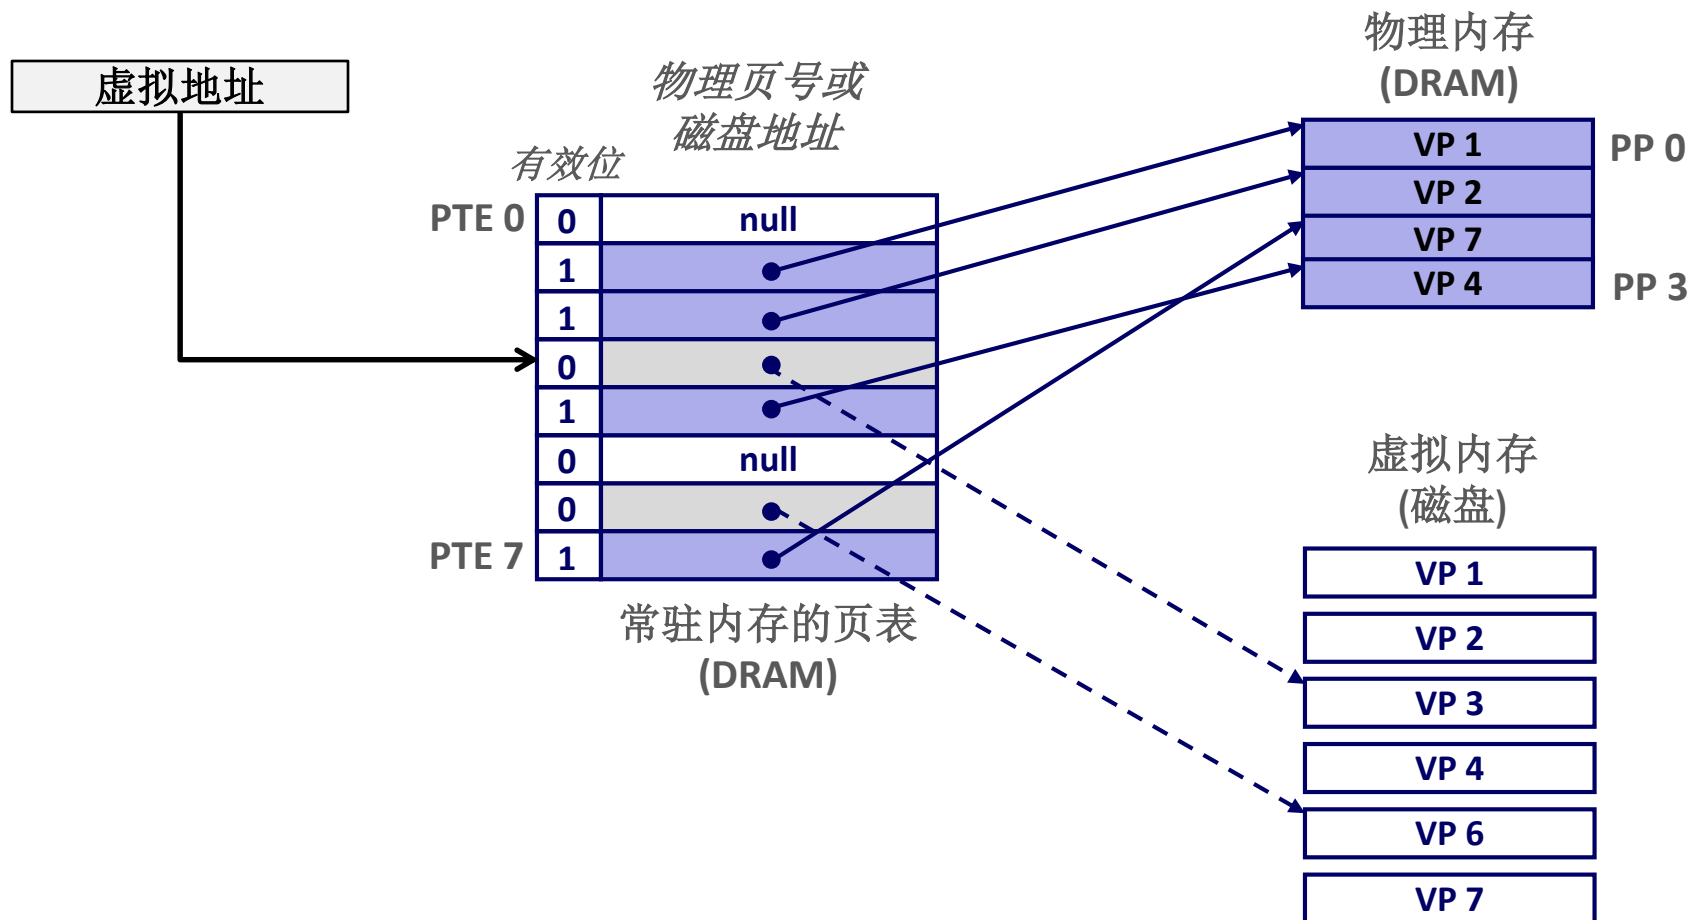 虚拟地址
物理页号或
磁盘地址
有效位
PTE 0
0 null
1
1
0
1
0 null
0
PTE 7
1
常驻内存的页表
(DRAM)
物理内存
(DRAM)
VP 1
PP 0
VP 2
VP 7
VP 4
PP 3
虚拟内存
(磁盘)
VP 1
VP 2
VP 3
VP 4
VP 6
VP 7